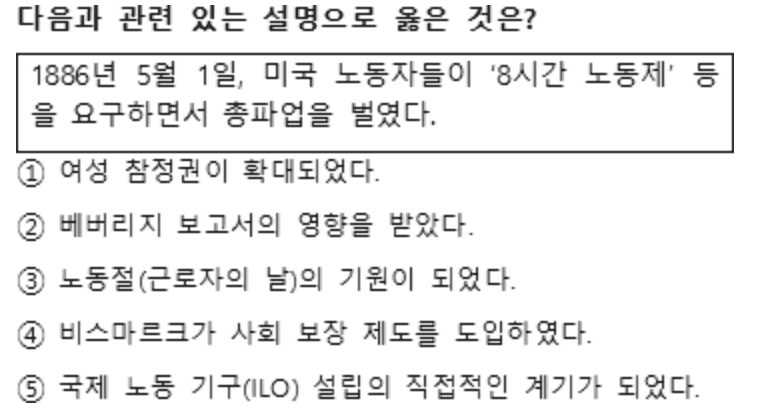 다음과 관련 있는 설명으로 옳은 것은?
1886년 5월 1일, 미국 노동자들이 '8시간 노동제' 등
을 요구하면서 총파업을 벌였다.
① 여성 참정권이 확대되었다.
② 베버리지 보고서의 영향을 받았다.
③ 노동절(근로자의 날)의 기원이 되었다.
④ 비스마르크가 사회 보장 제도를 도입하였다.
⑤ 국제 노동 기구(ILO) 설립의 직접적인 계기가 되었다.